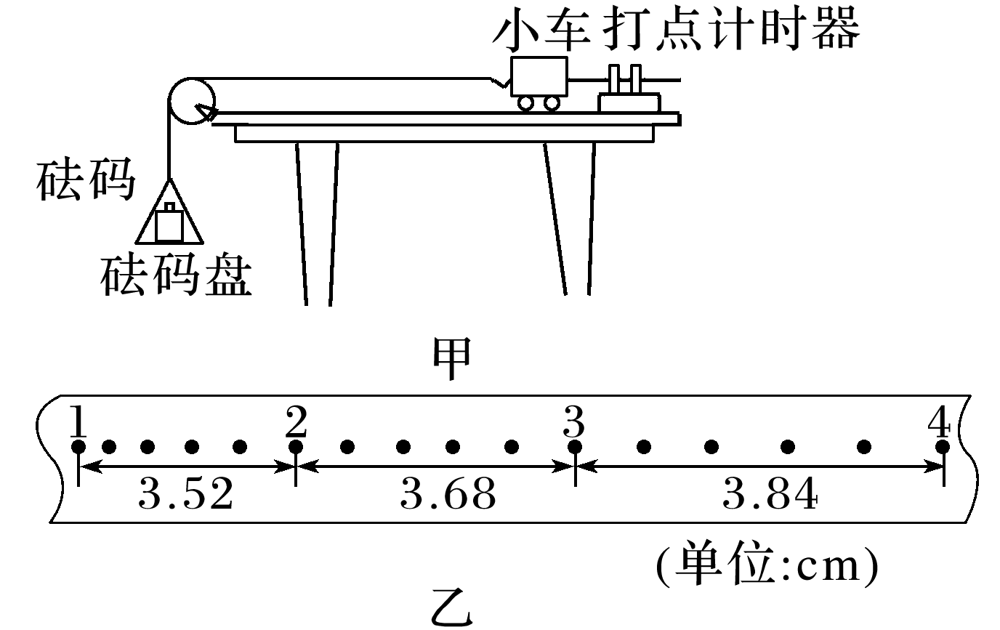 小车 打点计时器
砝码
砝码盘
甲
1 2 3 4
3.52 3.68 3.84
(单位:cm)
乙